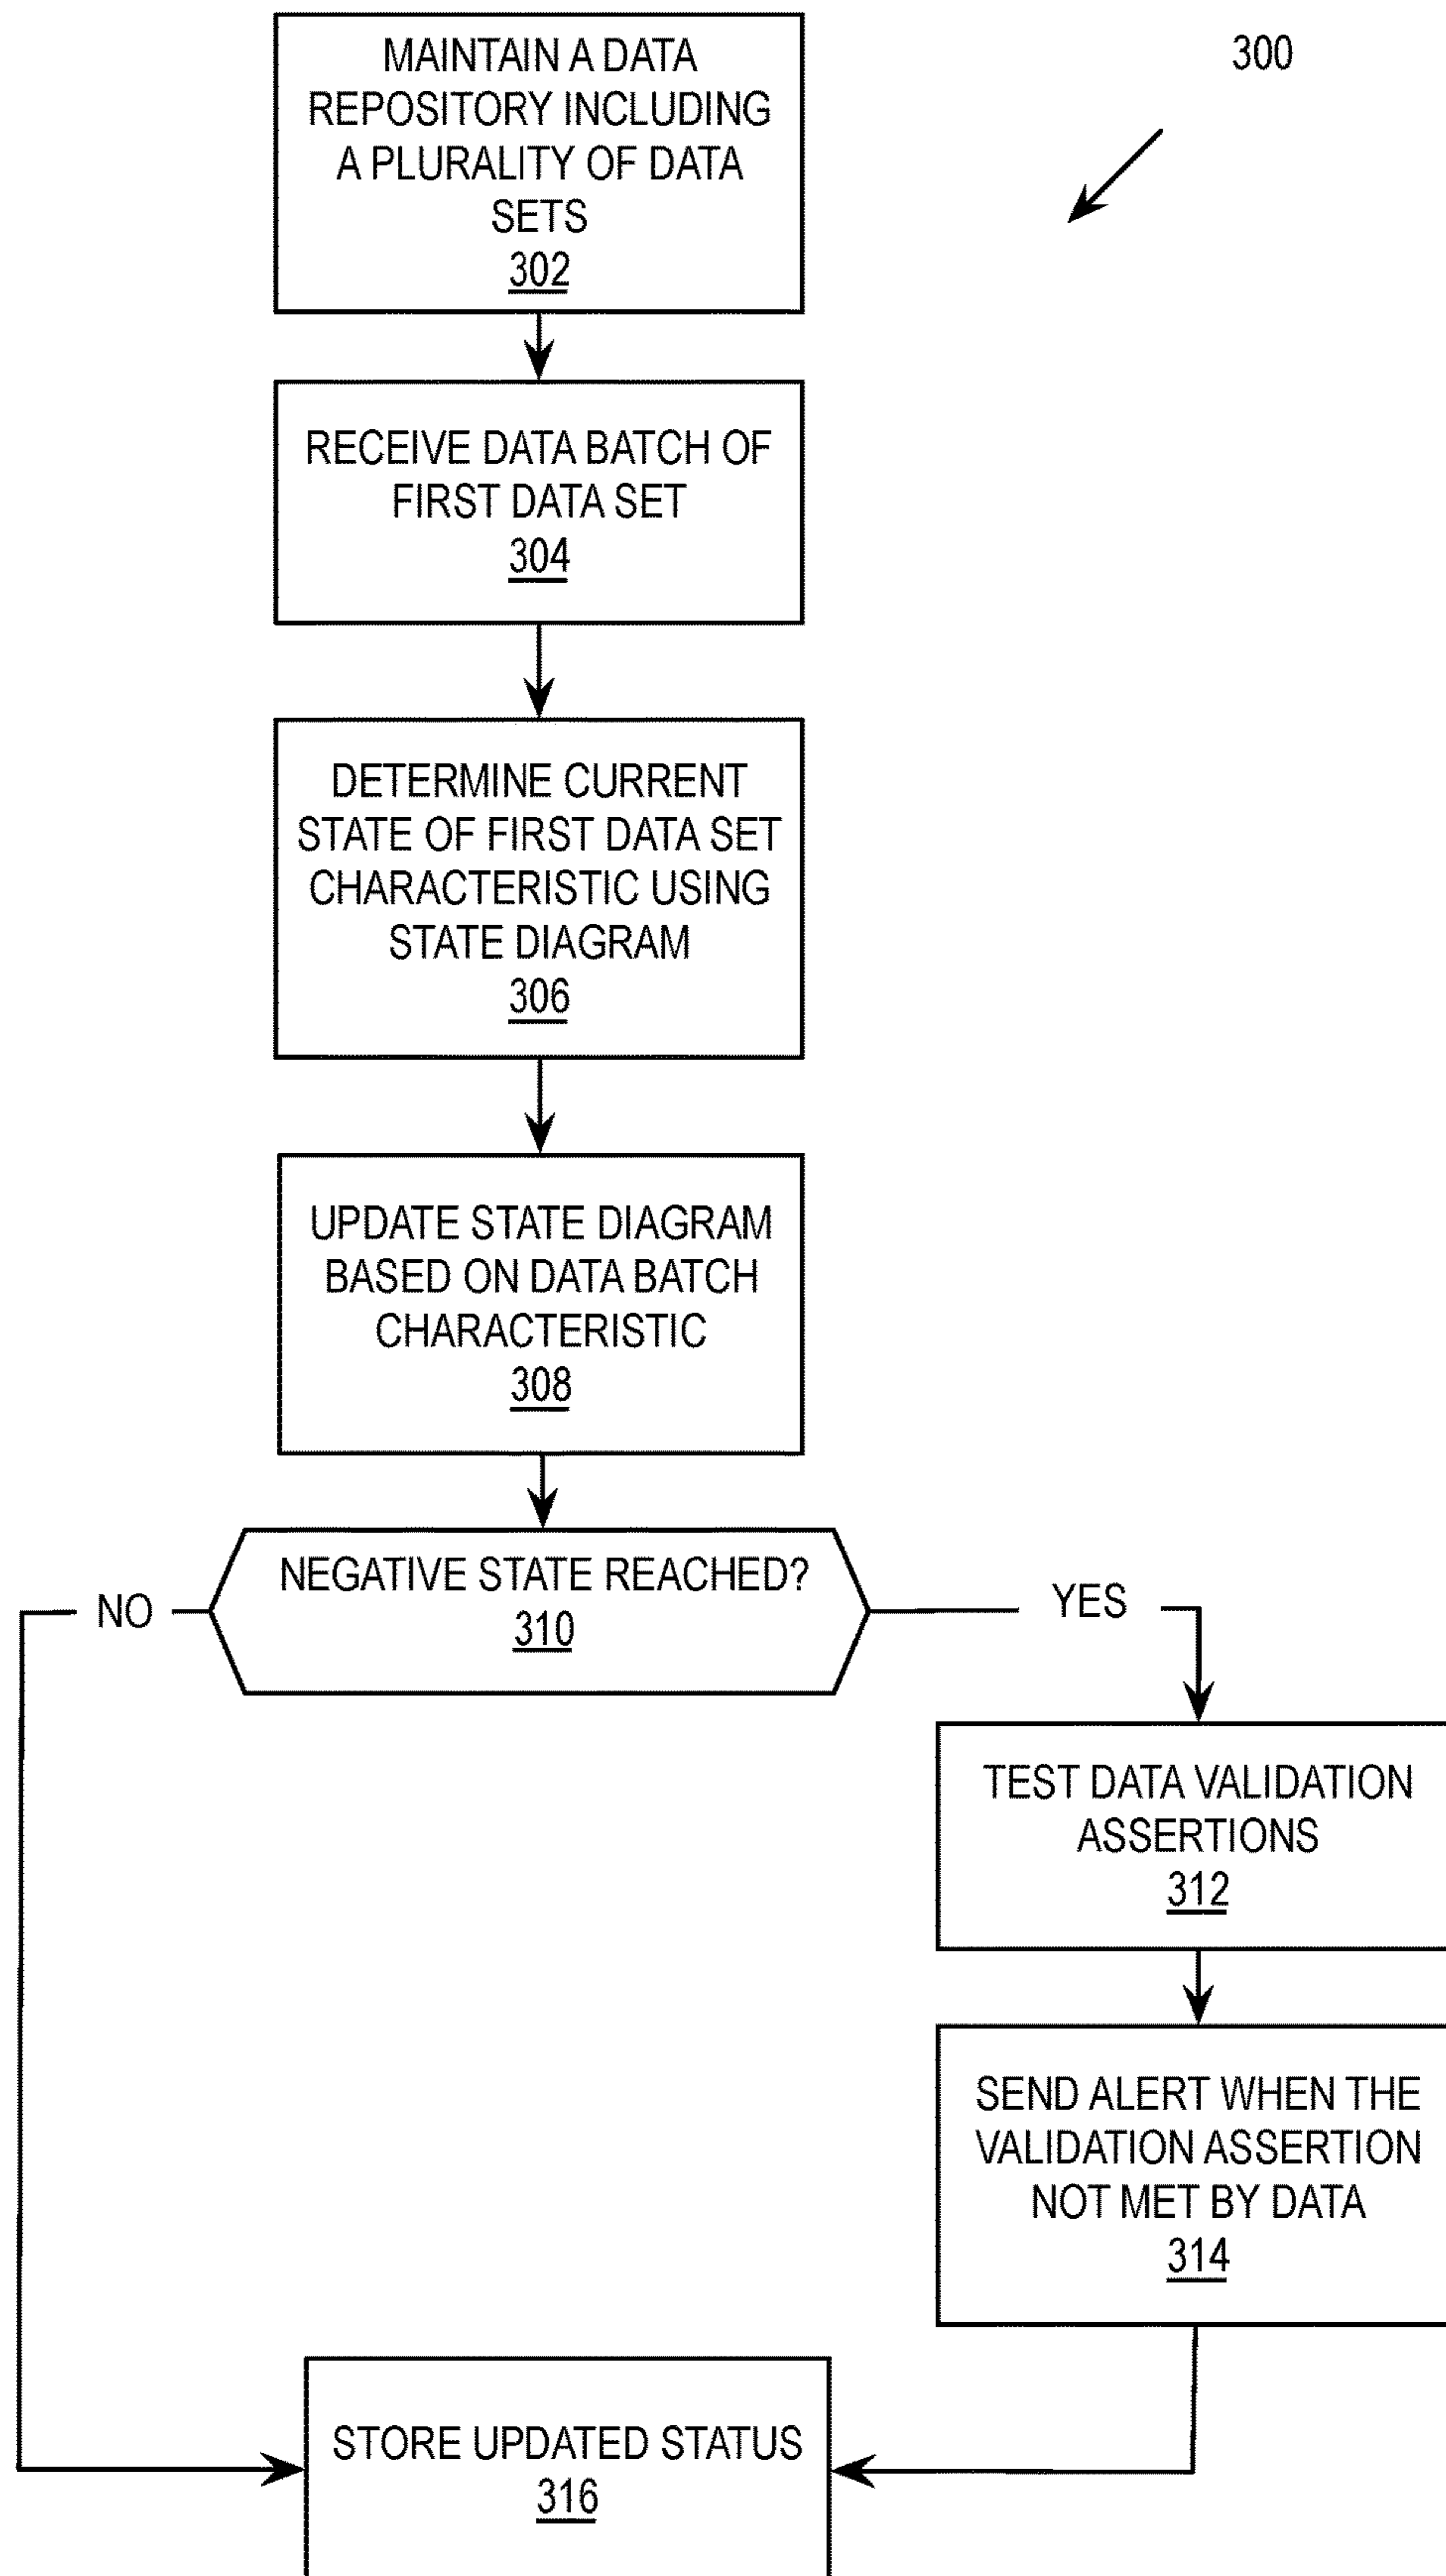 300
MAINTAIN A DATA
REPOSITORY INCLUDING
A PLURALITY OF DATA
SETS
302
RECEIVE DATA BATCH OF
FIRST DATA SET
304
DETERMINE CURRENT
STATE OF FIRST DATA SET
CHARACTERISTIC USING
STATE DIAGRAM
306
UPDATE STATE DIAGRAM
BASED ON DATA BATCH
CHARACTERISTIC
308
NEGATIVE STATE REACHED?
310
NO
YES
TEST DATA VALIDATION
ASSERTIONS
312
SEND ALERT WHEN THE
VALIDATION ASSERTION
NOT MET BY DATA
314
STORE UPDATED STATUS
316